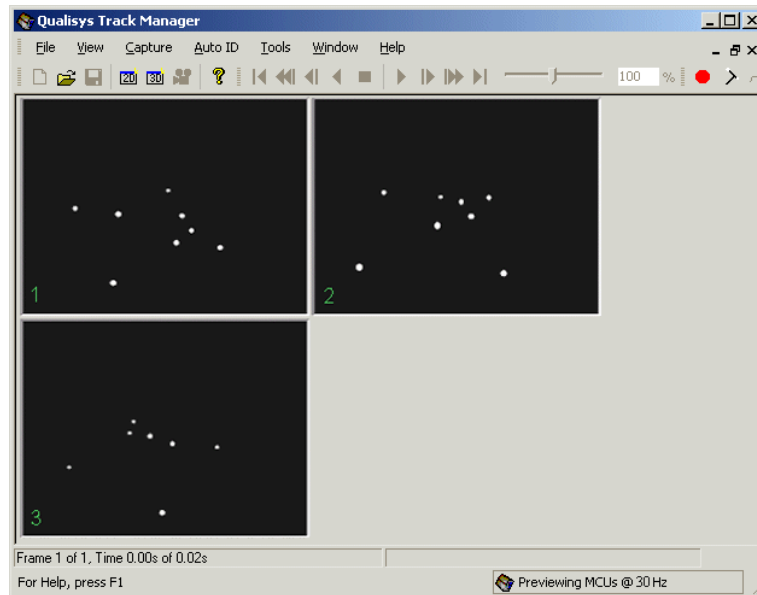 Qualisys Track Manager
File View Capture Auto ID Tools Window Help
2D 3D ? 100 %
1
2
3
Frame 1 of 1, Time 0.00s of 0.02s
For Help, press F1
Previewing MCUs @ 30 Hz